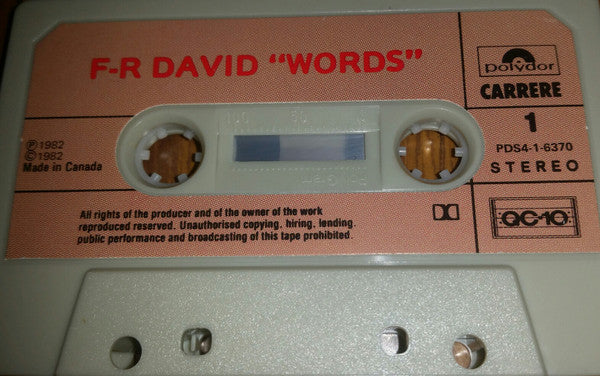 F-R DAVID "WORDS"
polydor
CARRERE
1
PDS4-1-6370
STEREO
100 50
℗1982
©1982
Made in Canada
All rights of the producer and of the owner of the work
reproduced reserved. Unauthorised copying, hiring, lending,
public performance and broadcasting of this tape prohibited.
QC-10